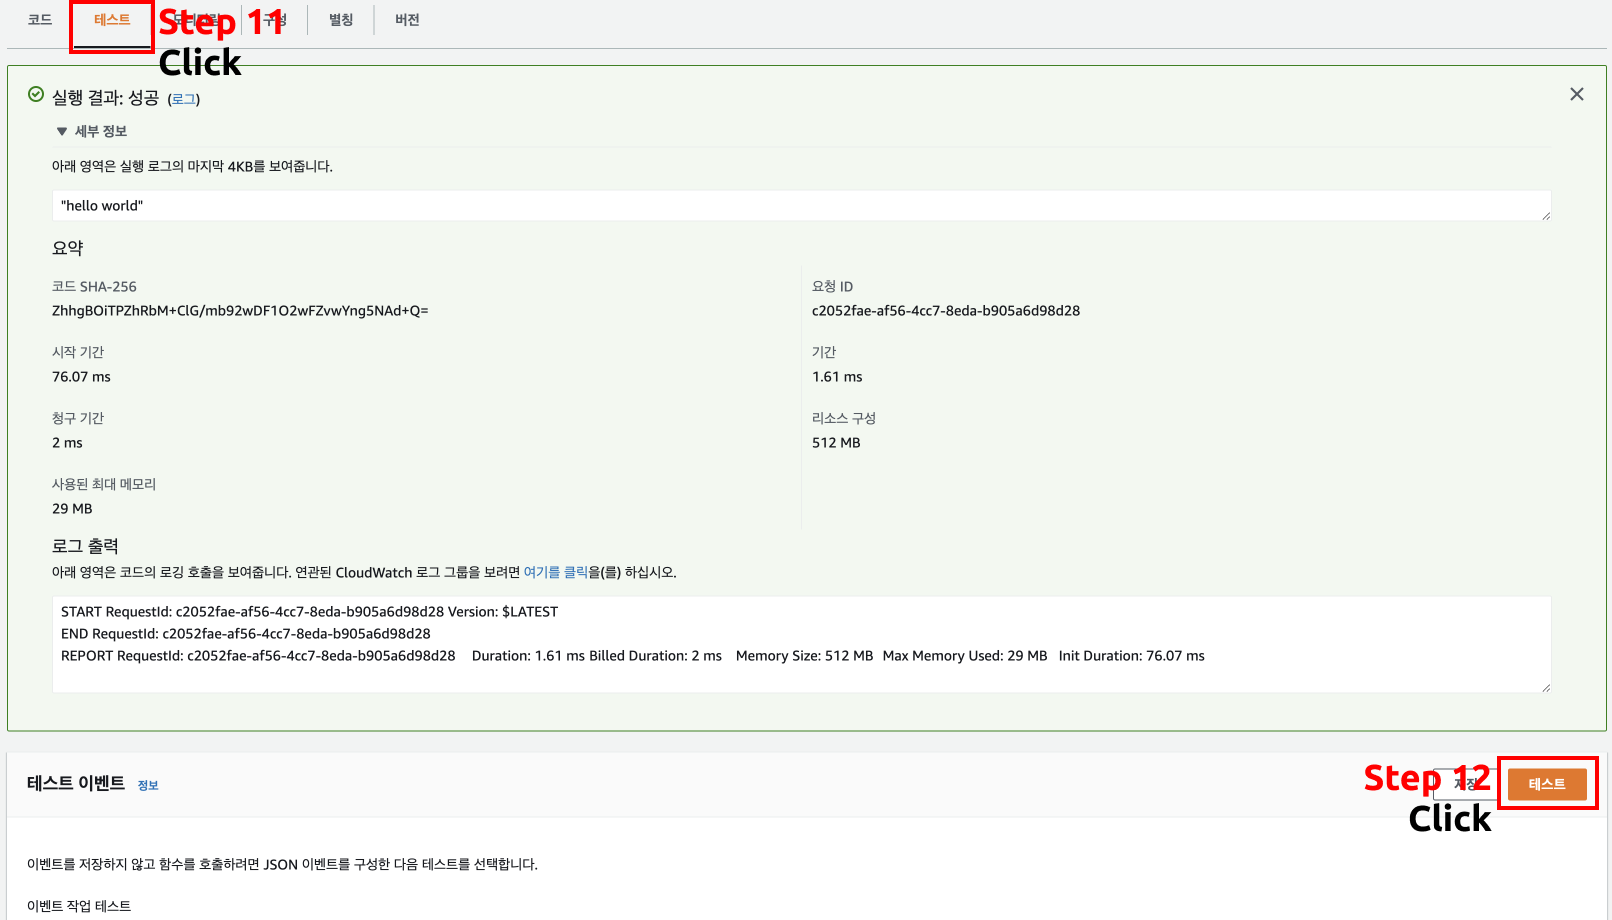 코드
테스트
Step 11
Click
구성
별칭
버전
실행 결과: 성공 (로그)
▼ 세부 정보
아래 영역은 실행 로그의 마지막 4KB를 보여줍니다.
"hello world"
요약
코드 SHA-256
ZhhgBOiTPZhRbM+ClG/mb92wDF1O2wFZvwYng5NAd+Q=
요청 ID
c2052fae-af56-4cc7-8eda-b905a6d98d28
시작 기간
76.07 ms
기간
1.61 ms
청구 기간
2 ms
리소스 구성
512 MB
사용된 최대 메모리
29 MB
로그 출력
아래 영역은 코드의 로깅 호출을 보여줍니다. 연관된 CloudWatch 로그 그룹을 보려면 여기를 클릭을(를) 하십시오.
START RequestId: c2052fae-af56-4cc7-8eda-b905a6d98d28 Version: $LATEST
END RequestId: c2052fae-af56-4cc7-8eda-b905a6d98d28
REPORT RequestId: c2052fae-af56-4cc7-8eda-b905a6d98d28 Duration: 1.61 ms Billed Duration: 2 ms Memory Size: 512 MB Max Memory Used: 29 MB Init Duration: 76.07 ms
테스트 이벤트 정보
Step 12
Click
저장
테스트
이벤트를 저장하지 않고 함수를 호출하려면 JSON 이벤트를 구성한 다음 테스트를 선택합니다.
이벤트 작업 테스트